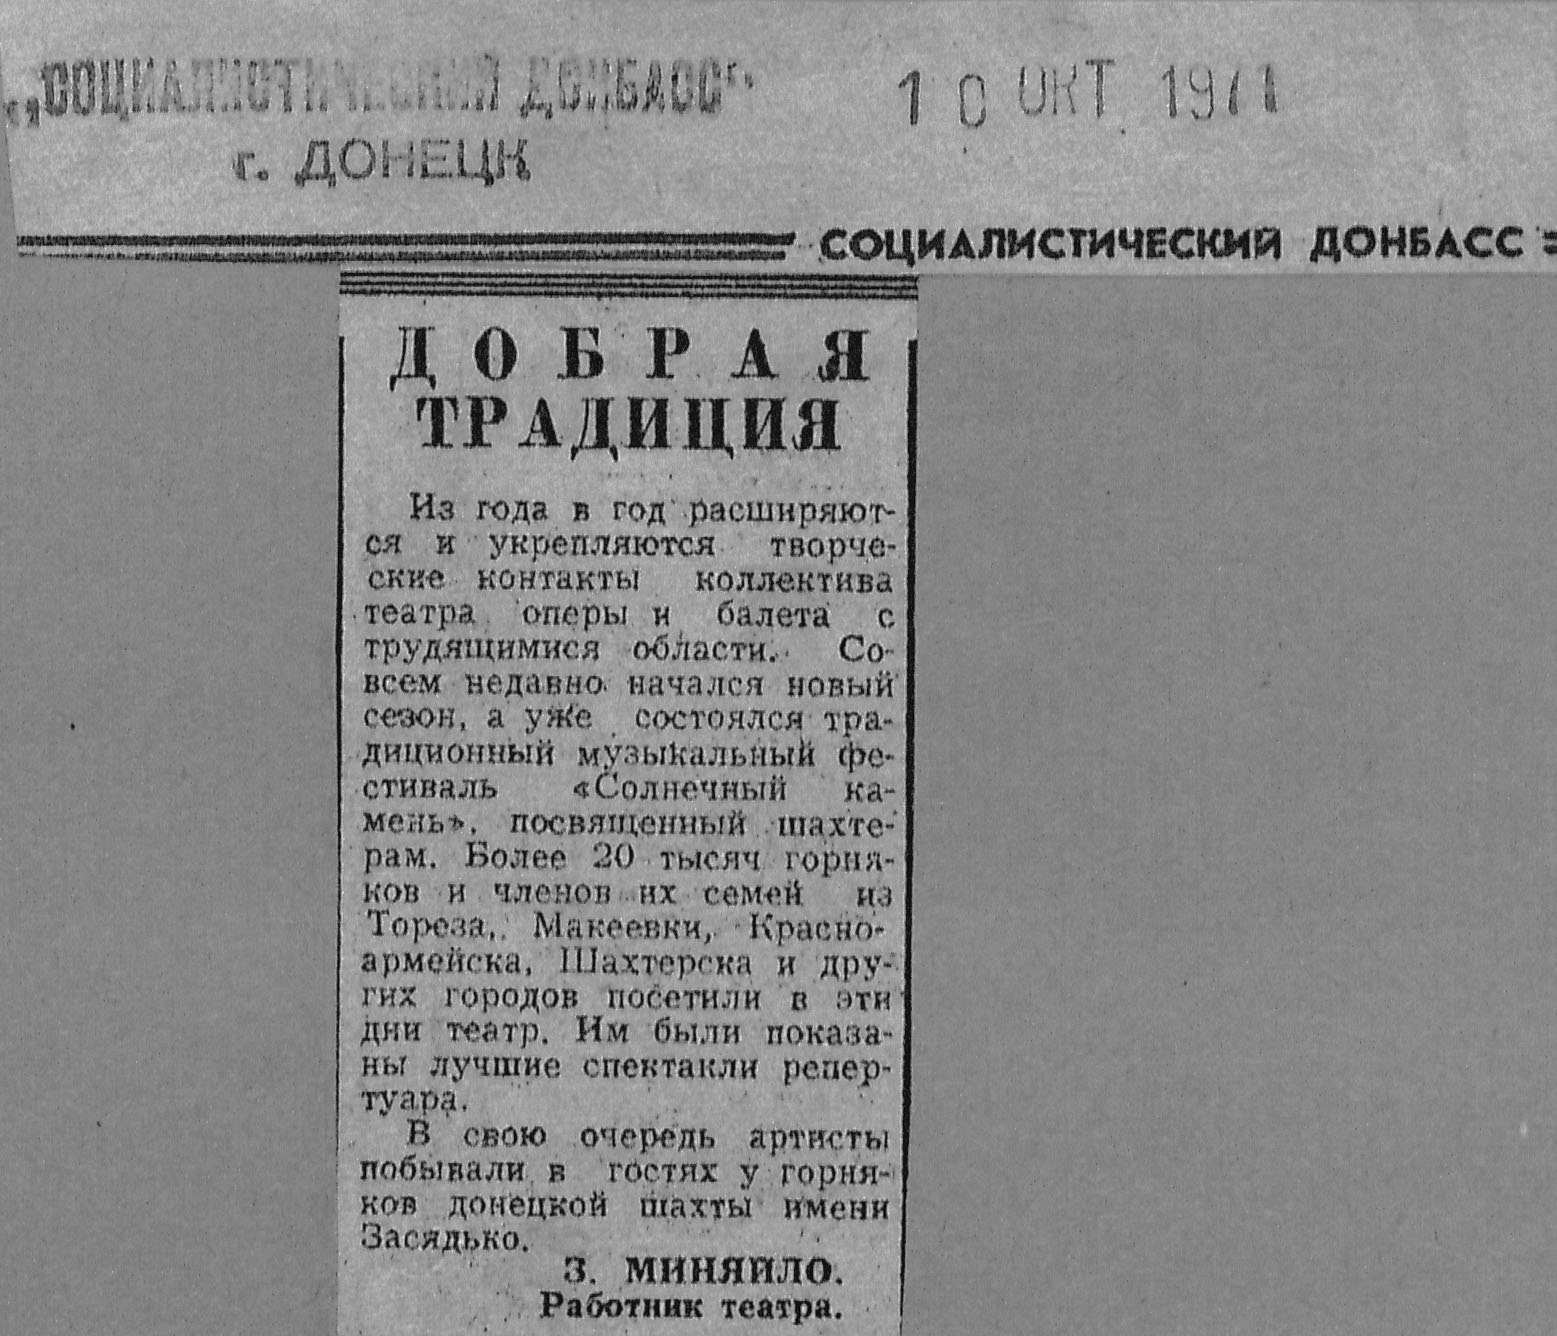 „СОЦИАЛИСТИЧЕСКИЙ ДОНБАСС"
г. ДОНЕЦК
10 ОКТ 1971
СОЦИАЛИСТИЧЕСКИЙ ДОНБАСС
ДОБРАЯ
ТРАДИЦИЯ
Из года в год расширяют-
ся и укрепляются творче-
ские контакты коллектива
театра оперы и балета с
трудящимися области. Со-
всем недавно начался новый
сезон, а уже состоялся тра-
диционный музыкальный фе-
стиваль «Солнечный ка-
мень», посвященный шахте-
рам. Более 20 тысяч горня-
ков и членов их семей из
Тореза, Макеевки, Красно-
армейска, Шахтерска и дру-
гих городов посетили в эти
дни театр. Им были показа-
ны лучшие спектакли репер-
туара.
В свою очередь артисты
побывали в гостях у горня-
ков донецкой шахты имени
Засядько.
З. МИНЯЙЛО.
Работник театра.